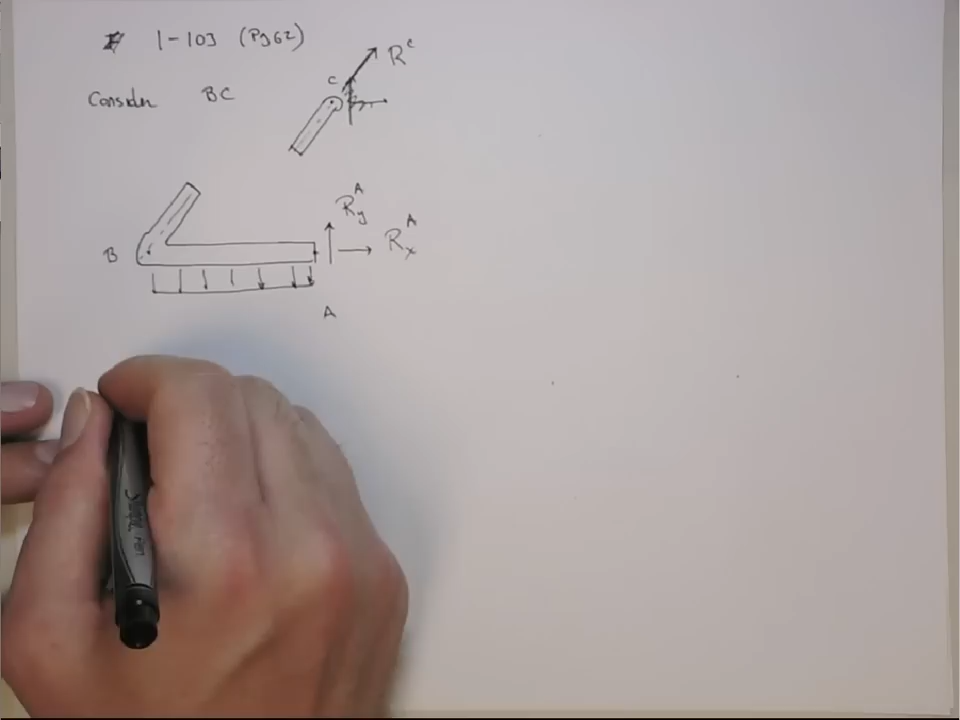 # 1-103 (Pg62)
Consider BC
C
R^c
R_y^A
R_x^A
B
A